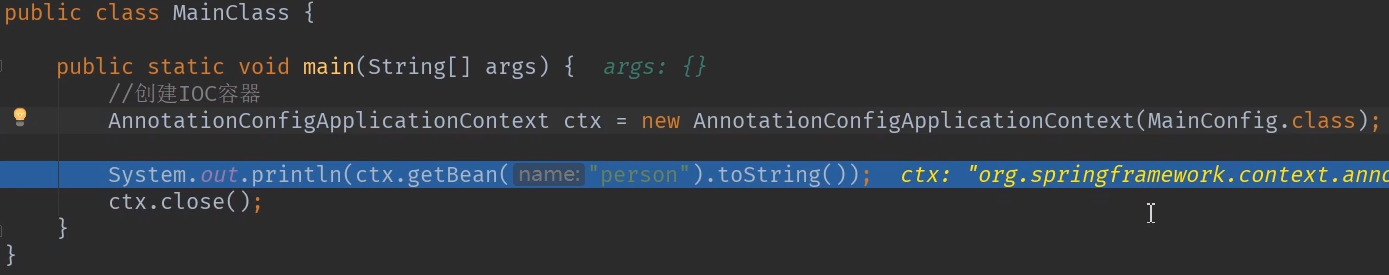 public class MainClass {
public static void main(String[] args) {  args: {}
//创建IOC容器
AnnotationConfigApplicationContext ctx = new AnnotationConfigApplicationContext(MainConfig.class);
System.out.println(ctx.getBean( name: "person").toString());  ctx: "org.springframework.context.anno
ctx.close();
}
}